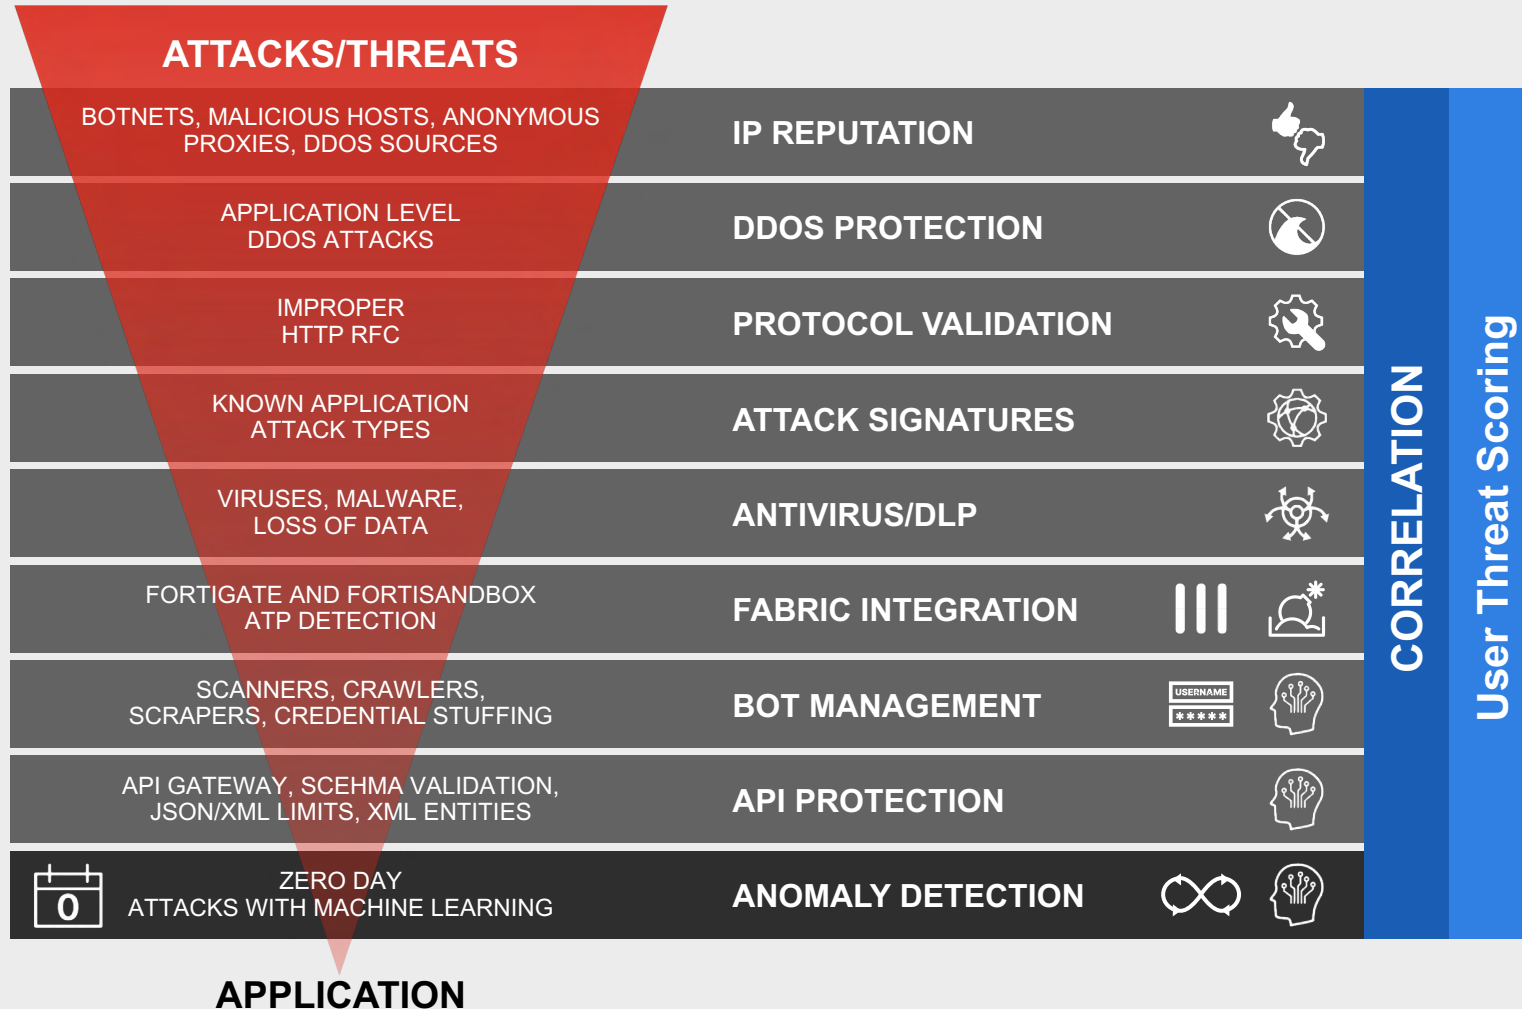 ATTACKS/THREATS
BOTNETS, MALICIOUS HOSTS, ANONYMOUS
PROXIES, DDOS SOURCES
IP REPUTATION
APPLICATION LEVEL
DDOS ATTACKS
DDOS PROTECTION
IMPROPER
HTTP RFC
PROTOCOL VALIDATION
KNOWN APPLICATION
ATTACK TYPES
ATTACK SIGNATURES
VIRUSES, MALWARE,
LOSS OF DATA
ANTIVIRUS/DLP
FORTIGATE AND FORTISANDBOX
ATP DETECTION
FABRIC INTEGRATION
SCANNERS, CRAWLERS,
SCRAPERS, CREDENTIAL STUFFING
BOT MANAGEMENT
USERNAME
*****
API GATEWAY, SCEHMA VALIDATION,
JSON/XML LIMITS, XML ENTITIES
API PROTECTION
0
ZERO DAY
ATTACKS WITH MACHINE LEARNING
ANOMALY DETECTION
CORRELATION
User Threat Scoring
APPLICATION